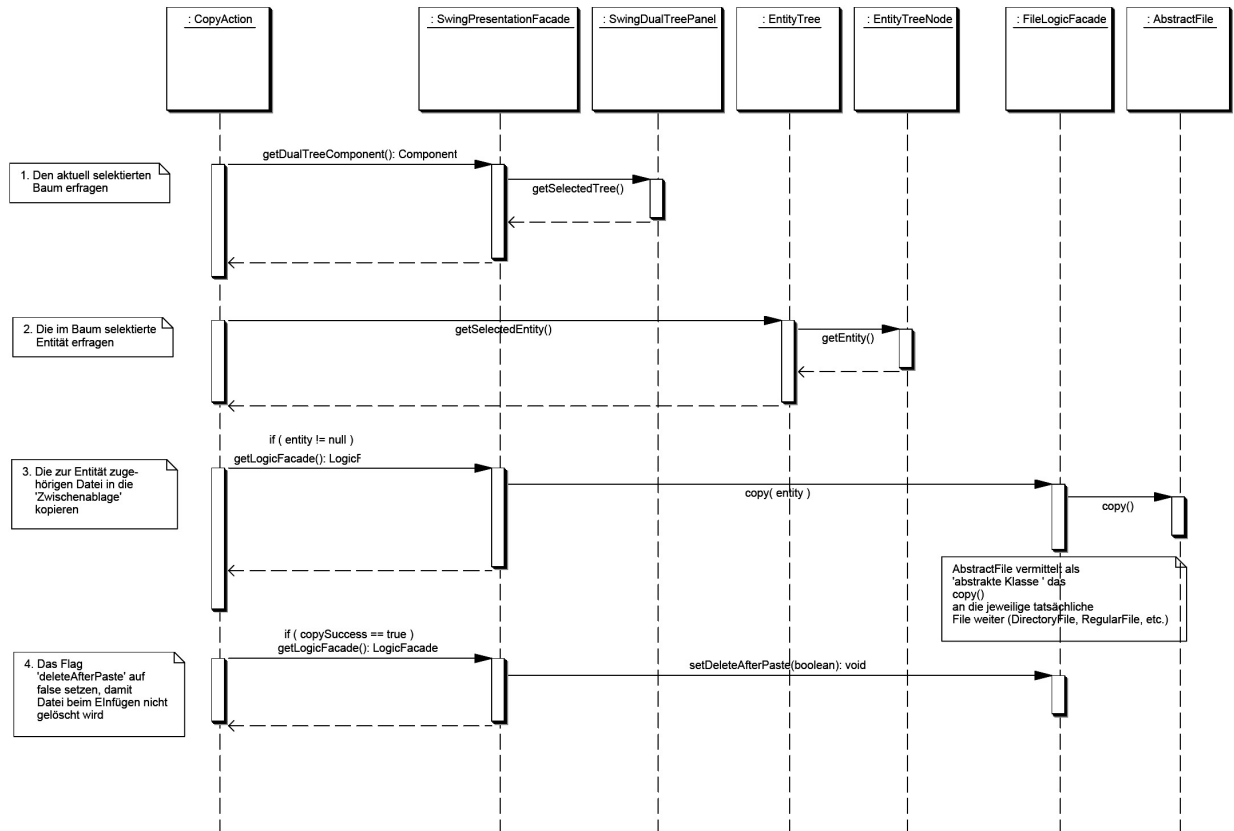 : CopyAction
: SwingPresentationFacade
: SwingDualTreePanel
: EntityTree
: EntityTreeNode
: FileLogicFacade
: AbstractFile
getDualTreeComponent(): Component
1. Den aktuell selektierten
Baum erfragen
getSelectedTree()
2. Die im Baum selektierte
Entität erfragen
getSelectedEntity()
getEntity()
if ( entity != null )
getLogicFacade(): LogicF
3. Die zur Entität zuge-
hörigen Datei in die
'Zwischenablage'
kopieren
copy( entity )
copy()
AbstractFile vermittelt als
'abstrakte Klasse ' das
copy()
an die jeweilige tatsächliche
File weiter (DirectoryFile, RegularFile, etc.)
if ( copySuccess == true )
getLogicFacade(): LogicFacade
4. Das Flag
'deleteAfterPaste' auf
false setzen, damit
Datei beim EInfügen nicht
gelöscht wird
setDeleteAfterPaste(boolean): void